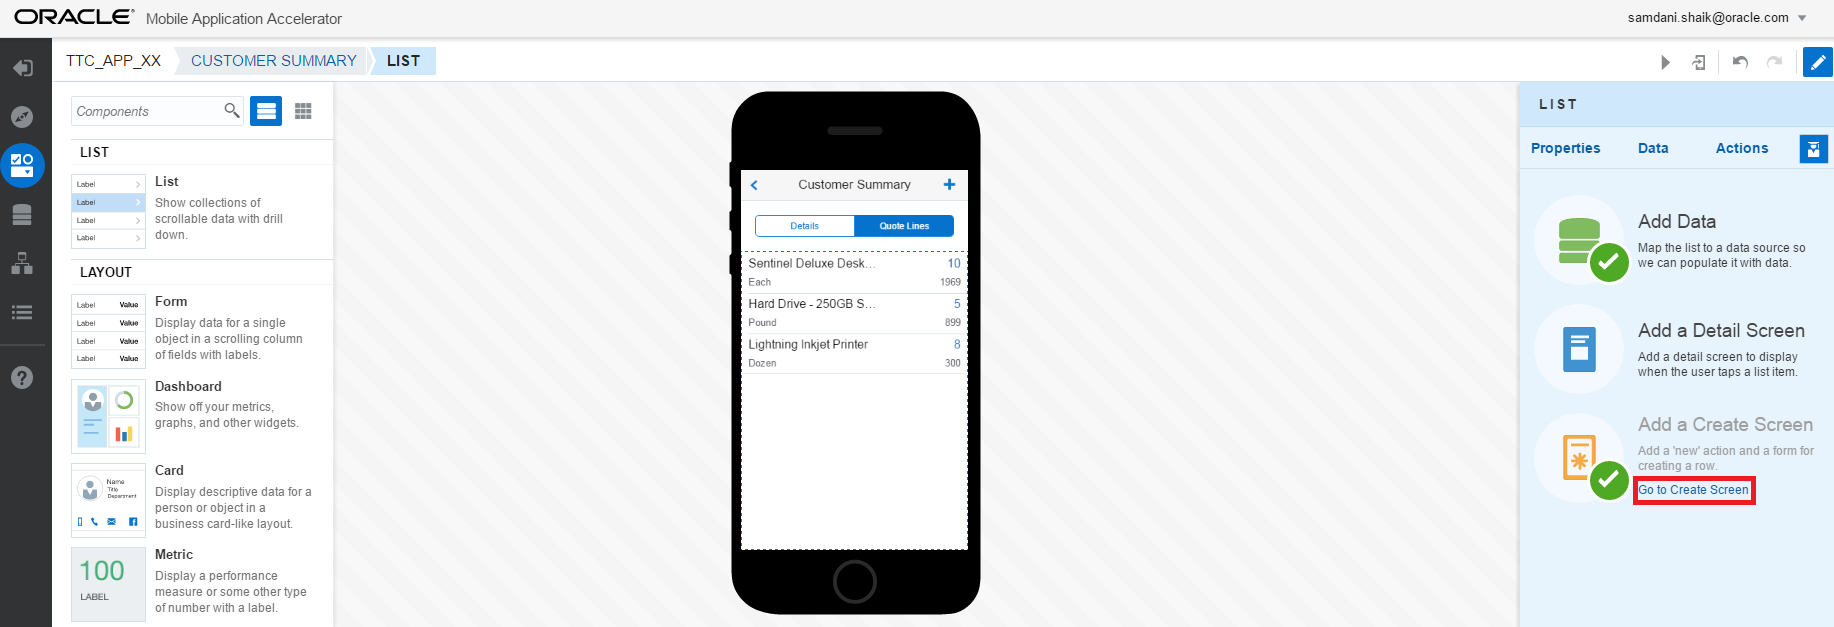 ORACLE Mobile Application Accelerator
samdani.shaik@oracle.com
TTC_APP_XX CUSTOMER SUMMARY LIST
Components
LIST
Label
Label
Label
Label
List
Show collections of
scrollable data with drill
down.
LAYOUT
Label Value
Label Value
Label Value
Label Value
Form
Display data for a single
object in a scrolling column
of fields with labels.
Dashboard
Show off your metrics,
graphs, and other widgets.
Name
Title
Department
Card
Display descriptive data for a
person or object in a
business card-like layout.
100
LABEL
Metric
Display a performance
measure or some other type
of number with a label.
?
Customer Summary
Details Quote Lines
Sentinel Deluxe Desk... 10
Each 1969
Hard Drive - 250GB S... 5
Pound 899
Lightning Inkjet Printer 8
Dozen 300
LIST
Properties Data Actions
Add Data
Map the list to a data source so
we can populate it with data.
Add a Detail Screen
Add a detail screen to display
when the user taps a list item.
Add a Create Screen
Add a 'new' action and a form for
creating a row.
Go to Create Screen